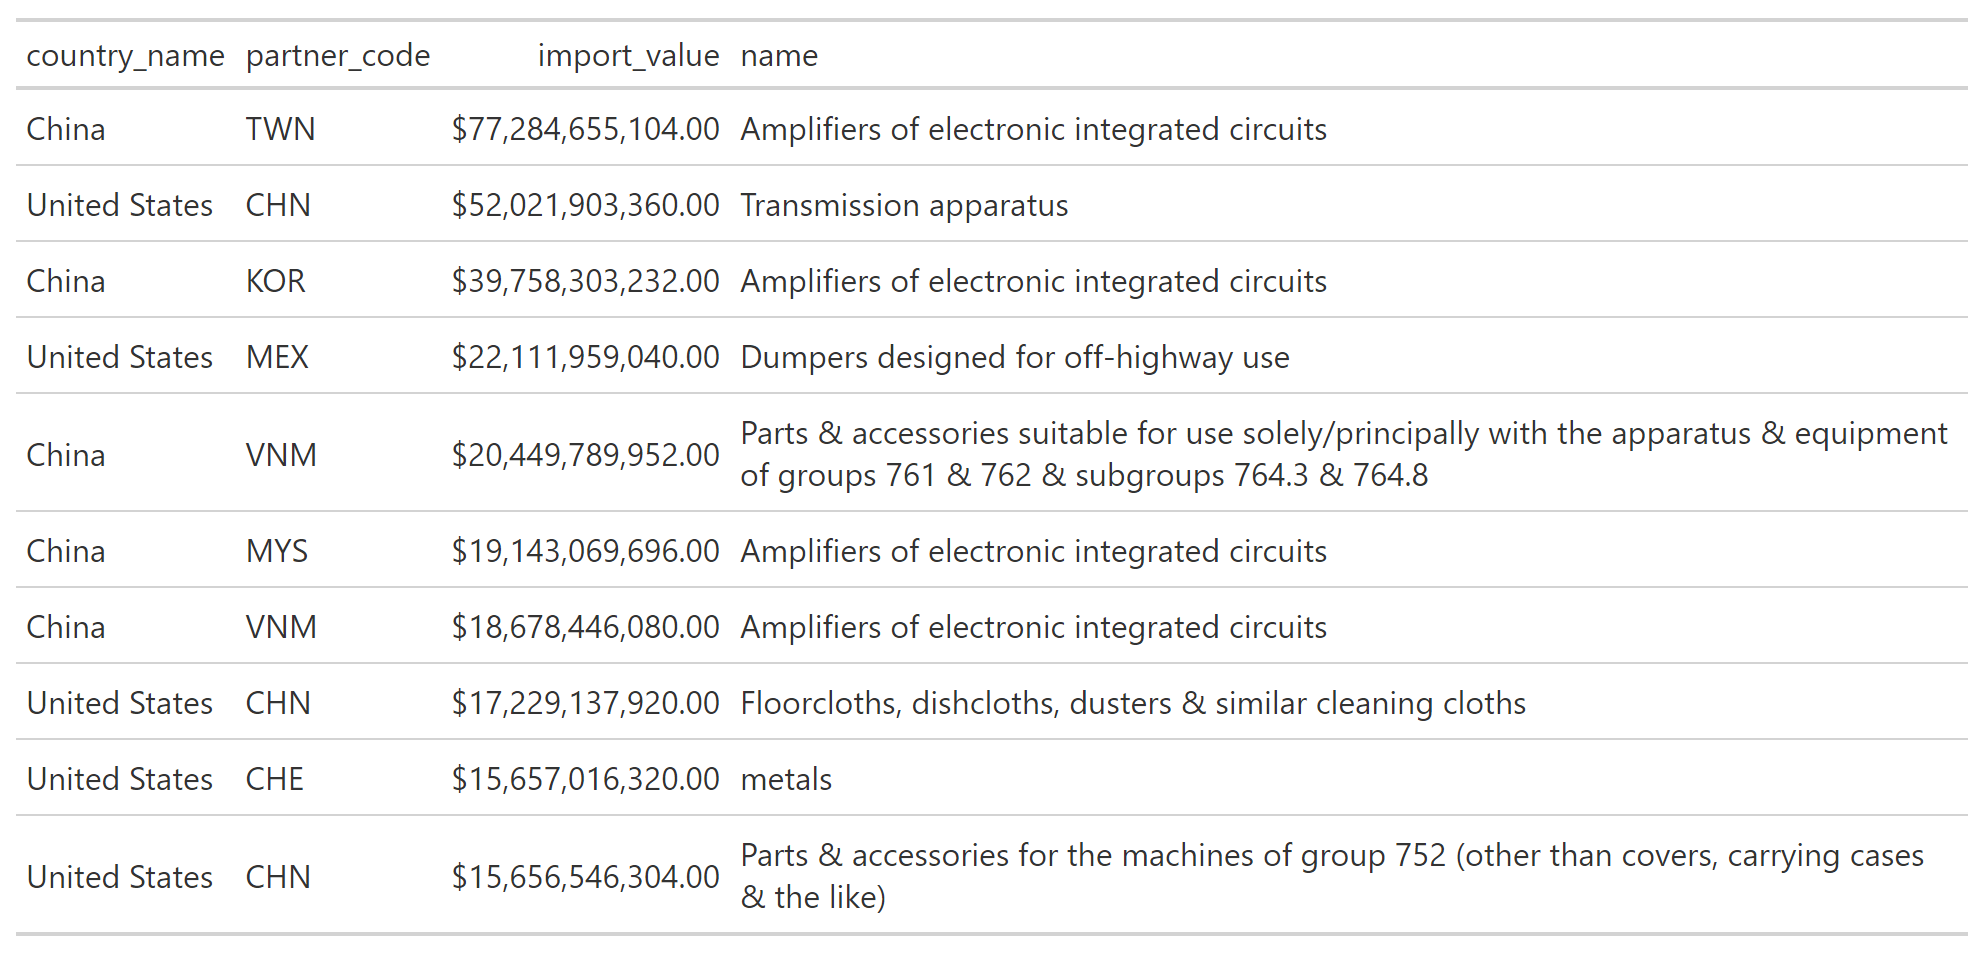 country_name partner_code import_value name
China TWN $77,284,655,104.00 Amplifiers of electronic integrated circuits
United States CHN $52,021,903,360.00 Transmission apparatus
China KOR $39,758,303,232.00 Amplifiers of electronic integrated circuits
United States MEX $22,111,959,040.00 Dumpers designed for off-highway use
China VNM $20,449,789,952.00 Parts & accessories suitable for use solely/principally with the apparatus & equipment
of groups 761 & 762 & subgroups 764.3 & 764.8
China MYS $19,143,069,696.00 Amplifiers of electronic integrated circuits
China VNM $18,678,446,080.00 Amplifiers of electronic integrated circuits
United States CHN $17,229,137,920.00 Floorcloths, dishcloths, dusters & similar cleaning cloths
United States CHE $15,657,016,320.00 metals
United States CHN $15,656,546,304.00 Parts & accessories for the machines of group 752 (other than covers, carrying cases
& the like)